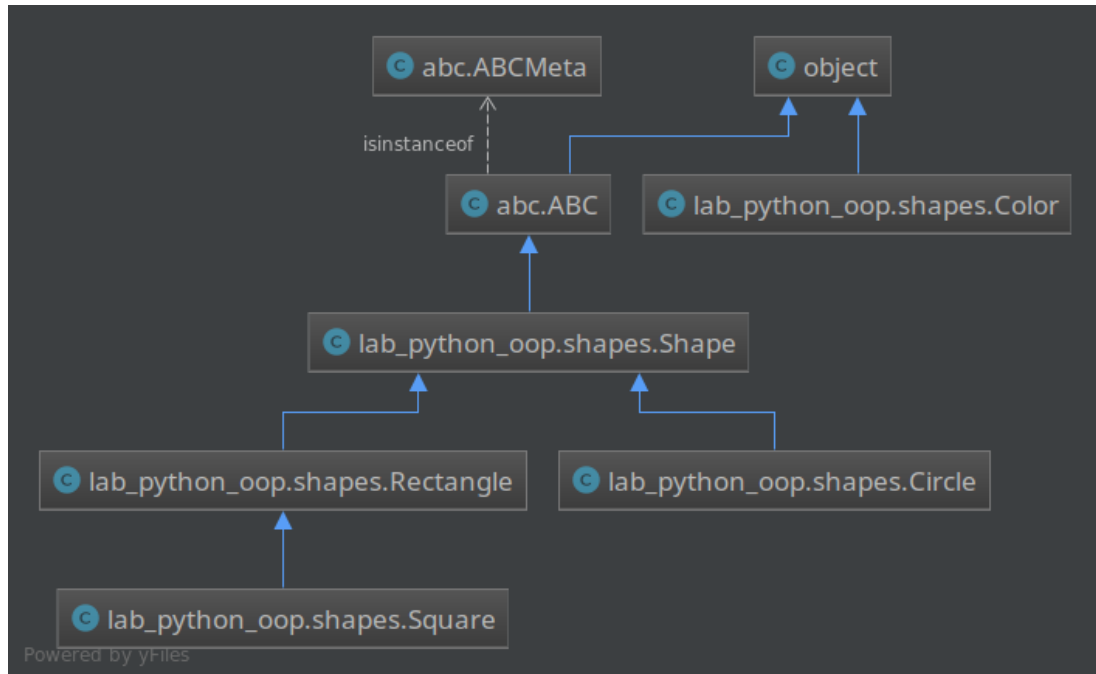 abc.ABCMeta
object
isinstanceof
abc.ABC
lab_python_oop.shapes.Color
lab_python_oop.shapes.Shape
lab_python_oop.shapes.Rectangle
lab_python_oop.shapes.Circle
lab_python_oop.shapes.Square
Powered by yFiles